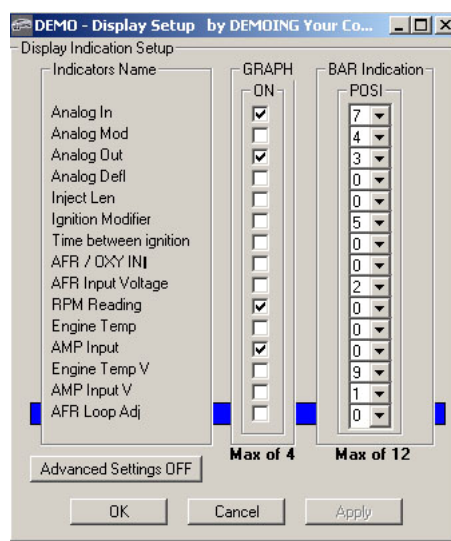 DEMO - Display Setup by DEMOING Your Co...
Display Indication Setup
Indicators Name GRAPH BAR Indication
ON POSI
Analog In 7
Analog Mod 4
Analog Out 3
Analog Defl 0
Inject Len 0
Ignition Modifier 5
Time between ignition 0
AFR / OXY IN 0
AFR Input Voltage 2
RPM Reading 0
Engine Temp 0
AMP Input 0
Engine Temp V 9
AMP Input V 1
AFR Loop Adj 0
Max of 4 Max of 12
Advanced Settings OFF
OK Cancel Apply